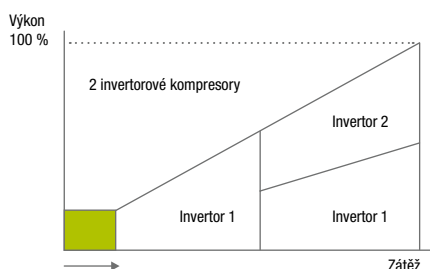 Výkon
100 %
2 invertorové kompresory
Invertor 2
Invertor 1
Invertor 1
Zátěž